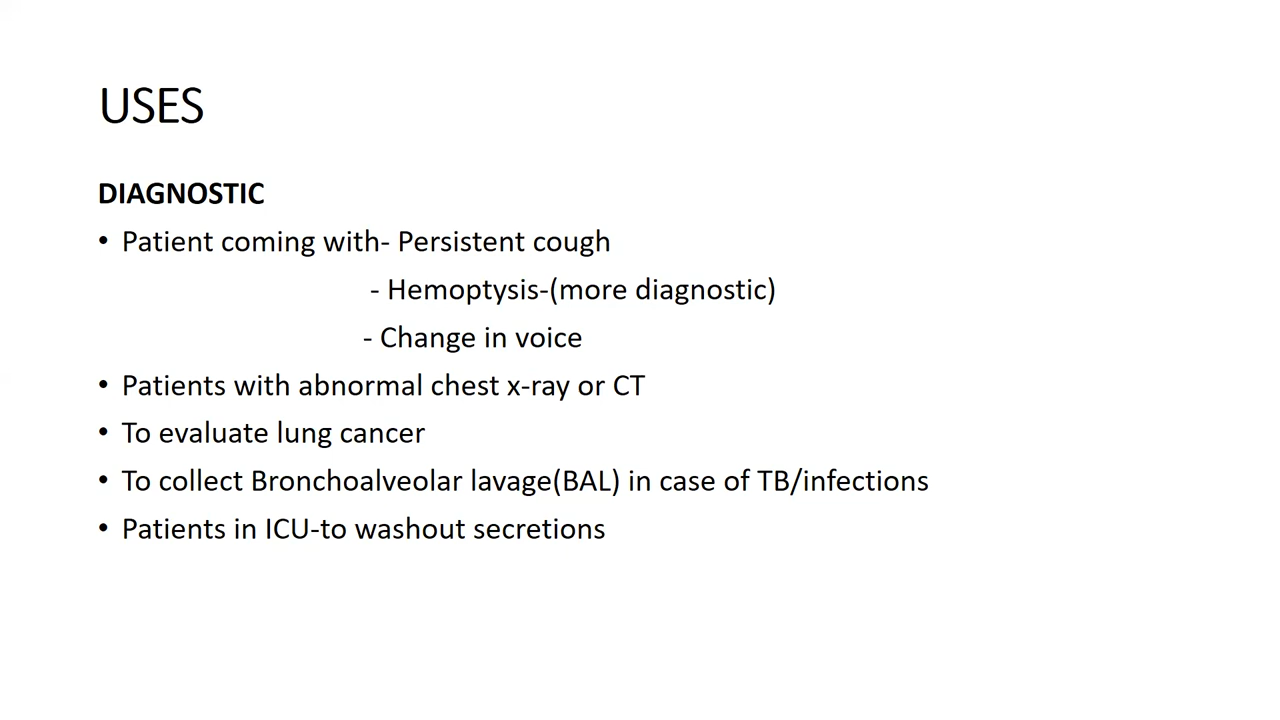 USES
DIAGNOSTIC
• Patient coming with- Persistent cough
- Hemoptysis-(more diagnostic)
- Change in voice
• Patients with abnormal chest x-ray or CT
• To evaluate lung cancer
• To collect Bronchoalveolar lavage(BAL) in case of TB/infections
• Patients in ICU-to washout secretions